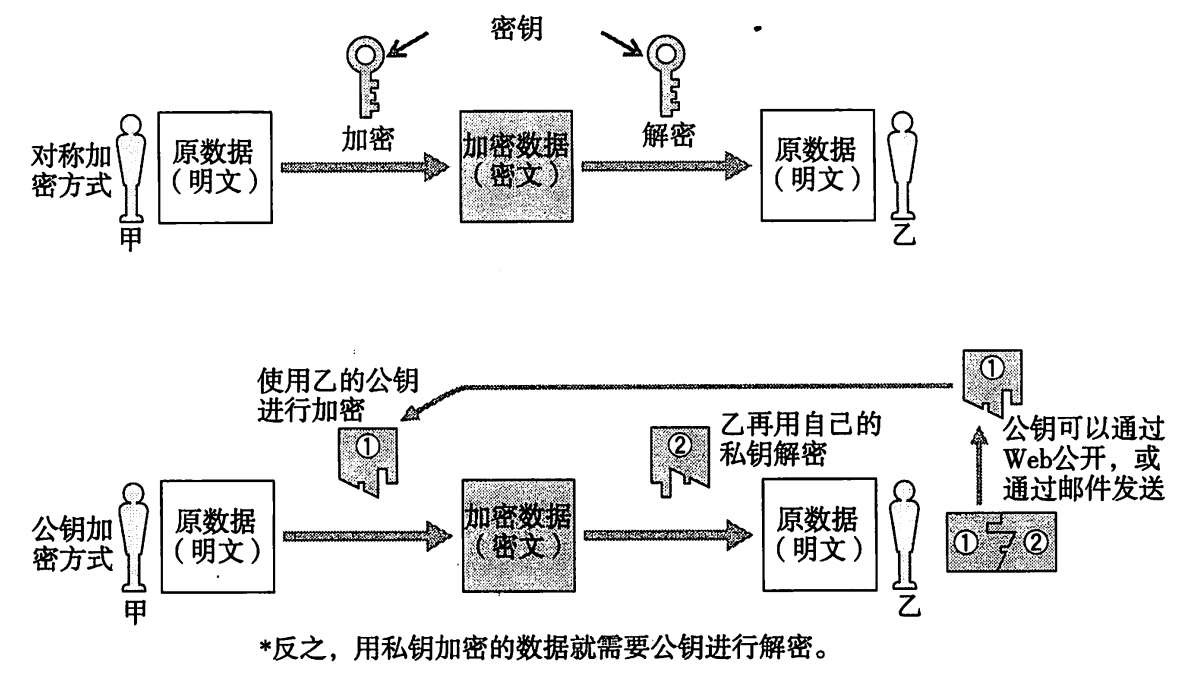 密钥
加密
解密
对称加
密方式
甲
原数据
(明文)
加密数据
(密文)
原数据
(明文)
乙
使用乙的公钥
进行加密
①
①
②
乙再用自己的
私钥解密
公钥可以通过
Web公开，或
通过邮件发送
公钥加
密方式
甲
原数据
(明文)
加密数据
(密文)
原数据
(明文)
乙
①
②
*反之，用私钥加密的数据就需要公钥进行解密。